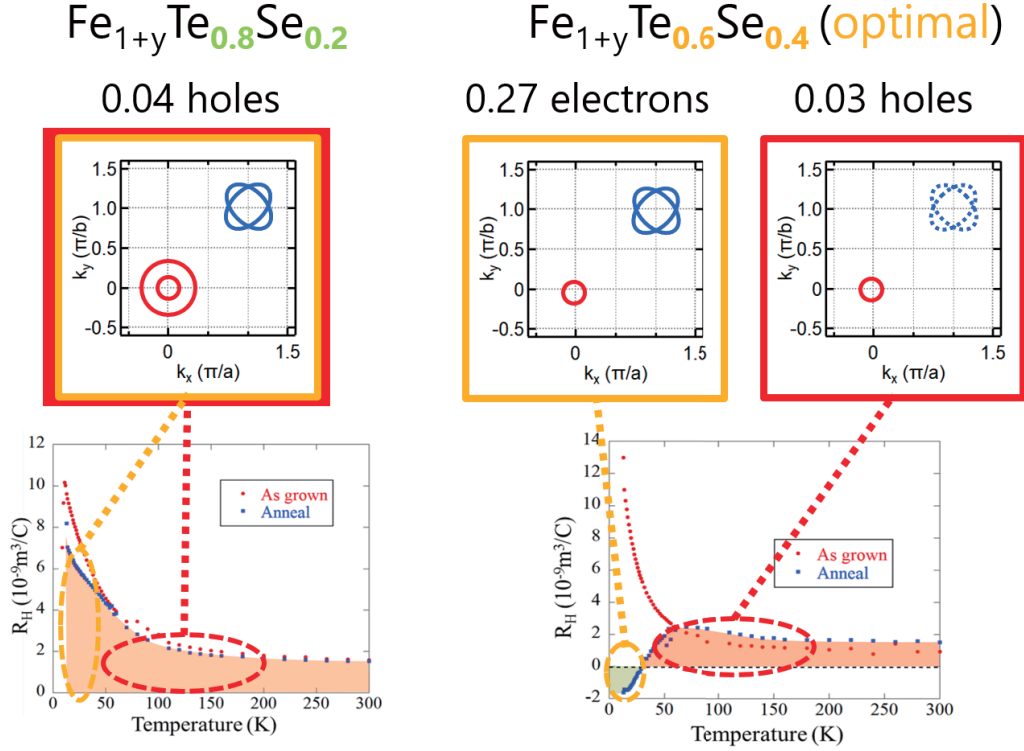 Fe1+yTe0.8Se0.2
Fe1+yTe0.6Se0.4 (optimal)
0.04 holes
0.27 electrons
0.03 holes
1.5
1.0
0.5
0
-0.5
ky (π/b)
0
1.5
kx (π/a)
1.5
1.0
0.5
0
-0.5
ky (π/b)
0
1.5
kx (π/a)
1.5
1.0
0.5
0
-0.5
ky (π/b)
0
1.5
kx (π/a)
12
10
8
6
4
2
0
RH (10-9m3/C)
As grown
Anneal
0
50
100
150
200
250
300
Temperature (K)
14
12
10
8
6
4
2
0
-2
RH (10-9m3/C)
As grown
Anneal
0
50
100
150
200
250
300
Temperature (K)